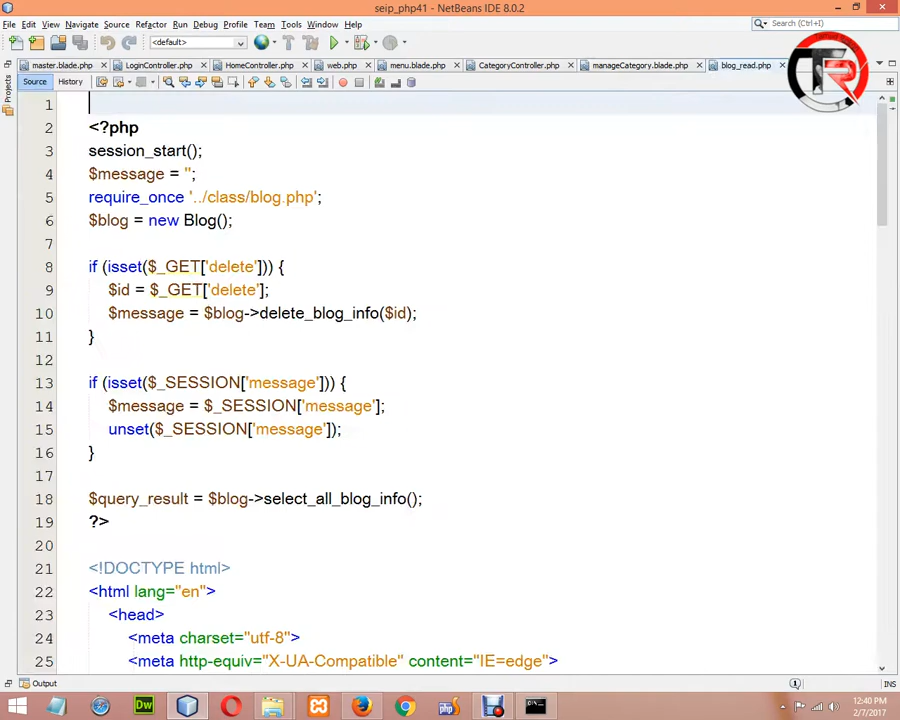 seip_php41 - NetBeans IDE 8.0.2
File Edit View Navigate Source Refactor Run Debug Profile Team Tools Window Help
Search (Ctrl+I)
<default>
master.blade.php LoginController.php HomeController.php web.php menu.blade.php CategoryController.php manageCategory.blade.php blog_read.php
Source History
Projects
TR
1
2 <?php
3 session_start();
4 $message = '';
5 require_once '../class/blog.php';
6 $blog = new Blog();
7
8 if (isset($_GET['delete'])) {
9 $id = $_GET['delete'];
10 $message = $blog->delete_blog_info($id);
11 }
12
13 if (isset($_SESSION['message'])) {
14 $message = $_SESSION['message'];
15 unset($_SESSION['message']);
16 }
17
18 $query_result = $blog->select_all_blog_info();
19 ?>
20
21 <!DOCTYPE html>
22 <html lang="en">
23 <head>
24 <meta charset="utf-8">
25 <meta http-equiv="X-UA-Compatible" content="IE=edge">
Output
INS
Dw
12:40 PM
2/7/2017